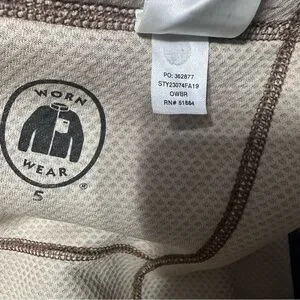 PO: 362877
STY23074FA19
OWBR
RN# 51884
WORN
WEAR
S
®